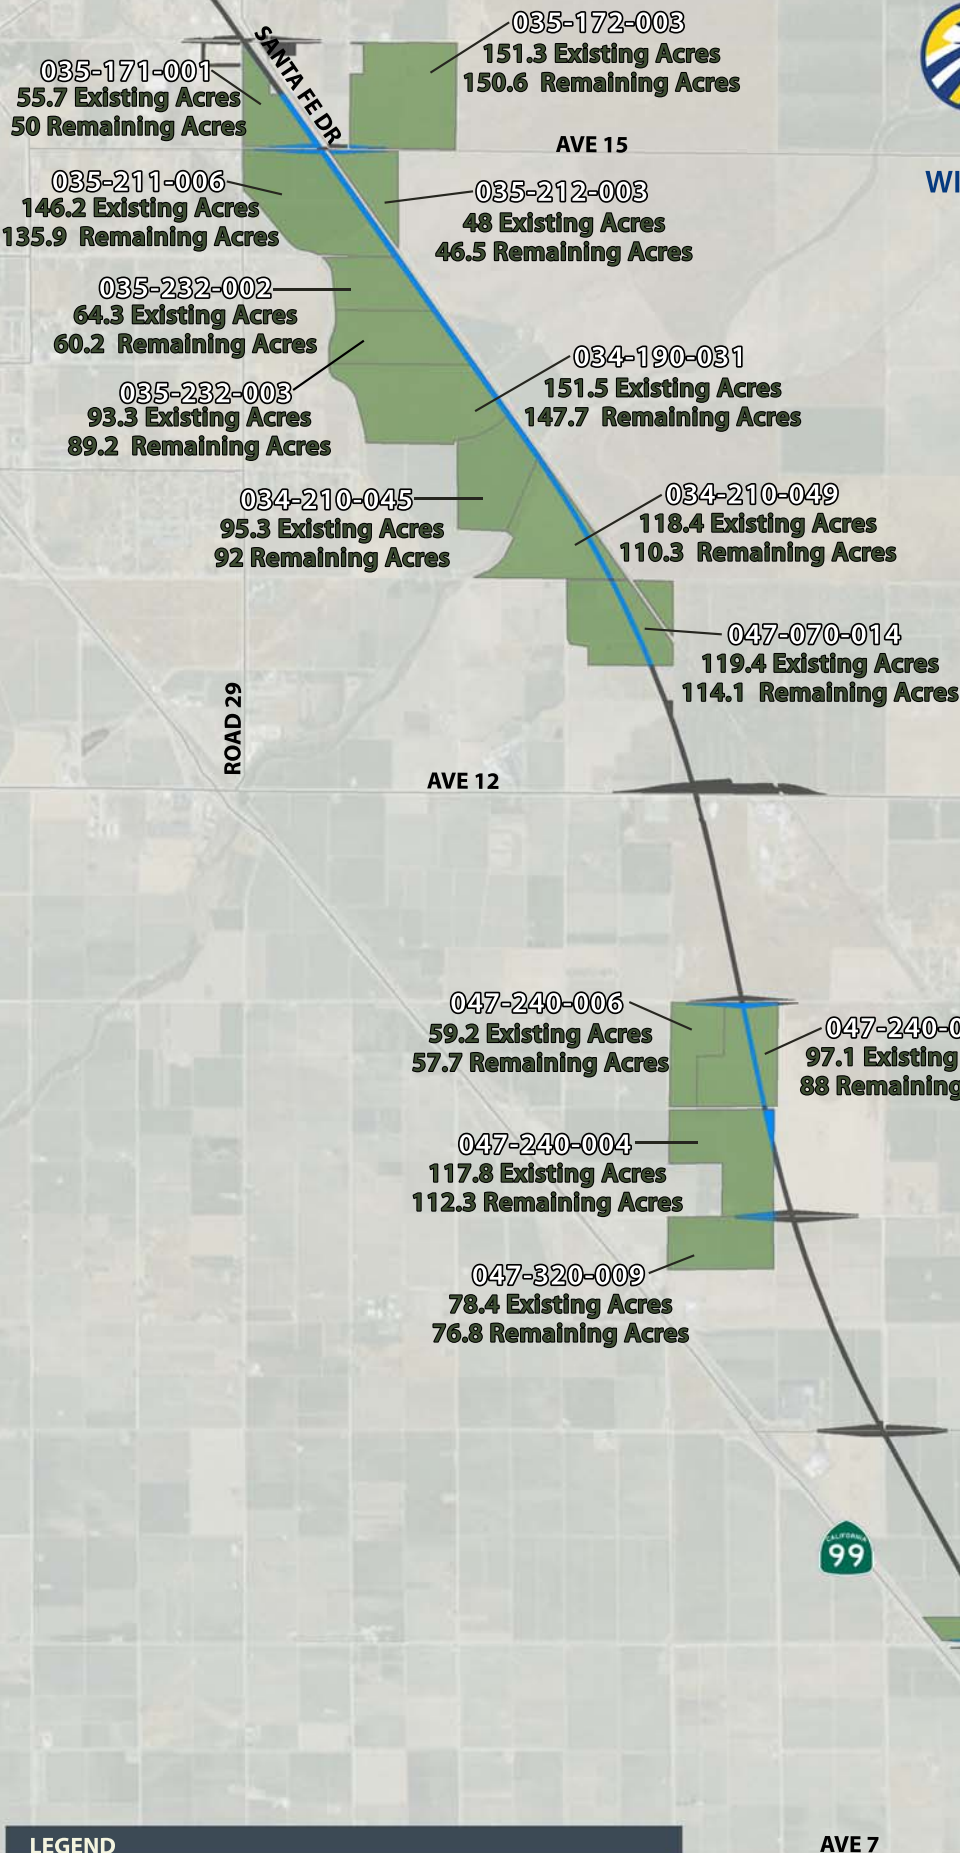 035-172-003
151.3 Existing Acres
150.6 Remaining Acres
SANTA FE DR
035-171-001
55.7 Existing Acres
50 Remaining Acres
AVE 15
WI
035-211-006
146.2 Existing Acres
135.9 Remaining Acres
035-212-003
48 Existing Acres
46.5 Remaining Acres
035-232-002
64.3 Existing Acres
60.2 Remaining Acres
034-190-031
151.5 Existing Acres
147.7 Remaining Acres
035-232-003
93.3 Existing Acres
89.2 Remaining Acres
034-210-045
95.3 Existing Acres
92 Remaining Acres
034-210-049
118.4 Existing Acres
110.3 Remaining Acres
047-070-014
119.4 Existing Acres
114.1 Remaining Acres
ROAD 29
AVE 12
047-240-006
59.2 Existing Acres
57.7 Remaining Acres
047-240-0
97.1 Existing
88 Remaining
047-240-004
117.8 Existing Acres
112.3 Remaining Acres
047-320-009
78.4 Existing Acres
76.8 Remaining Acres
CALIFORNIA
99
LEGEND
AVE 7